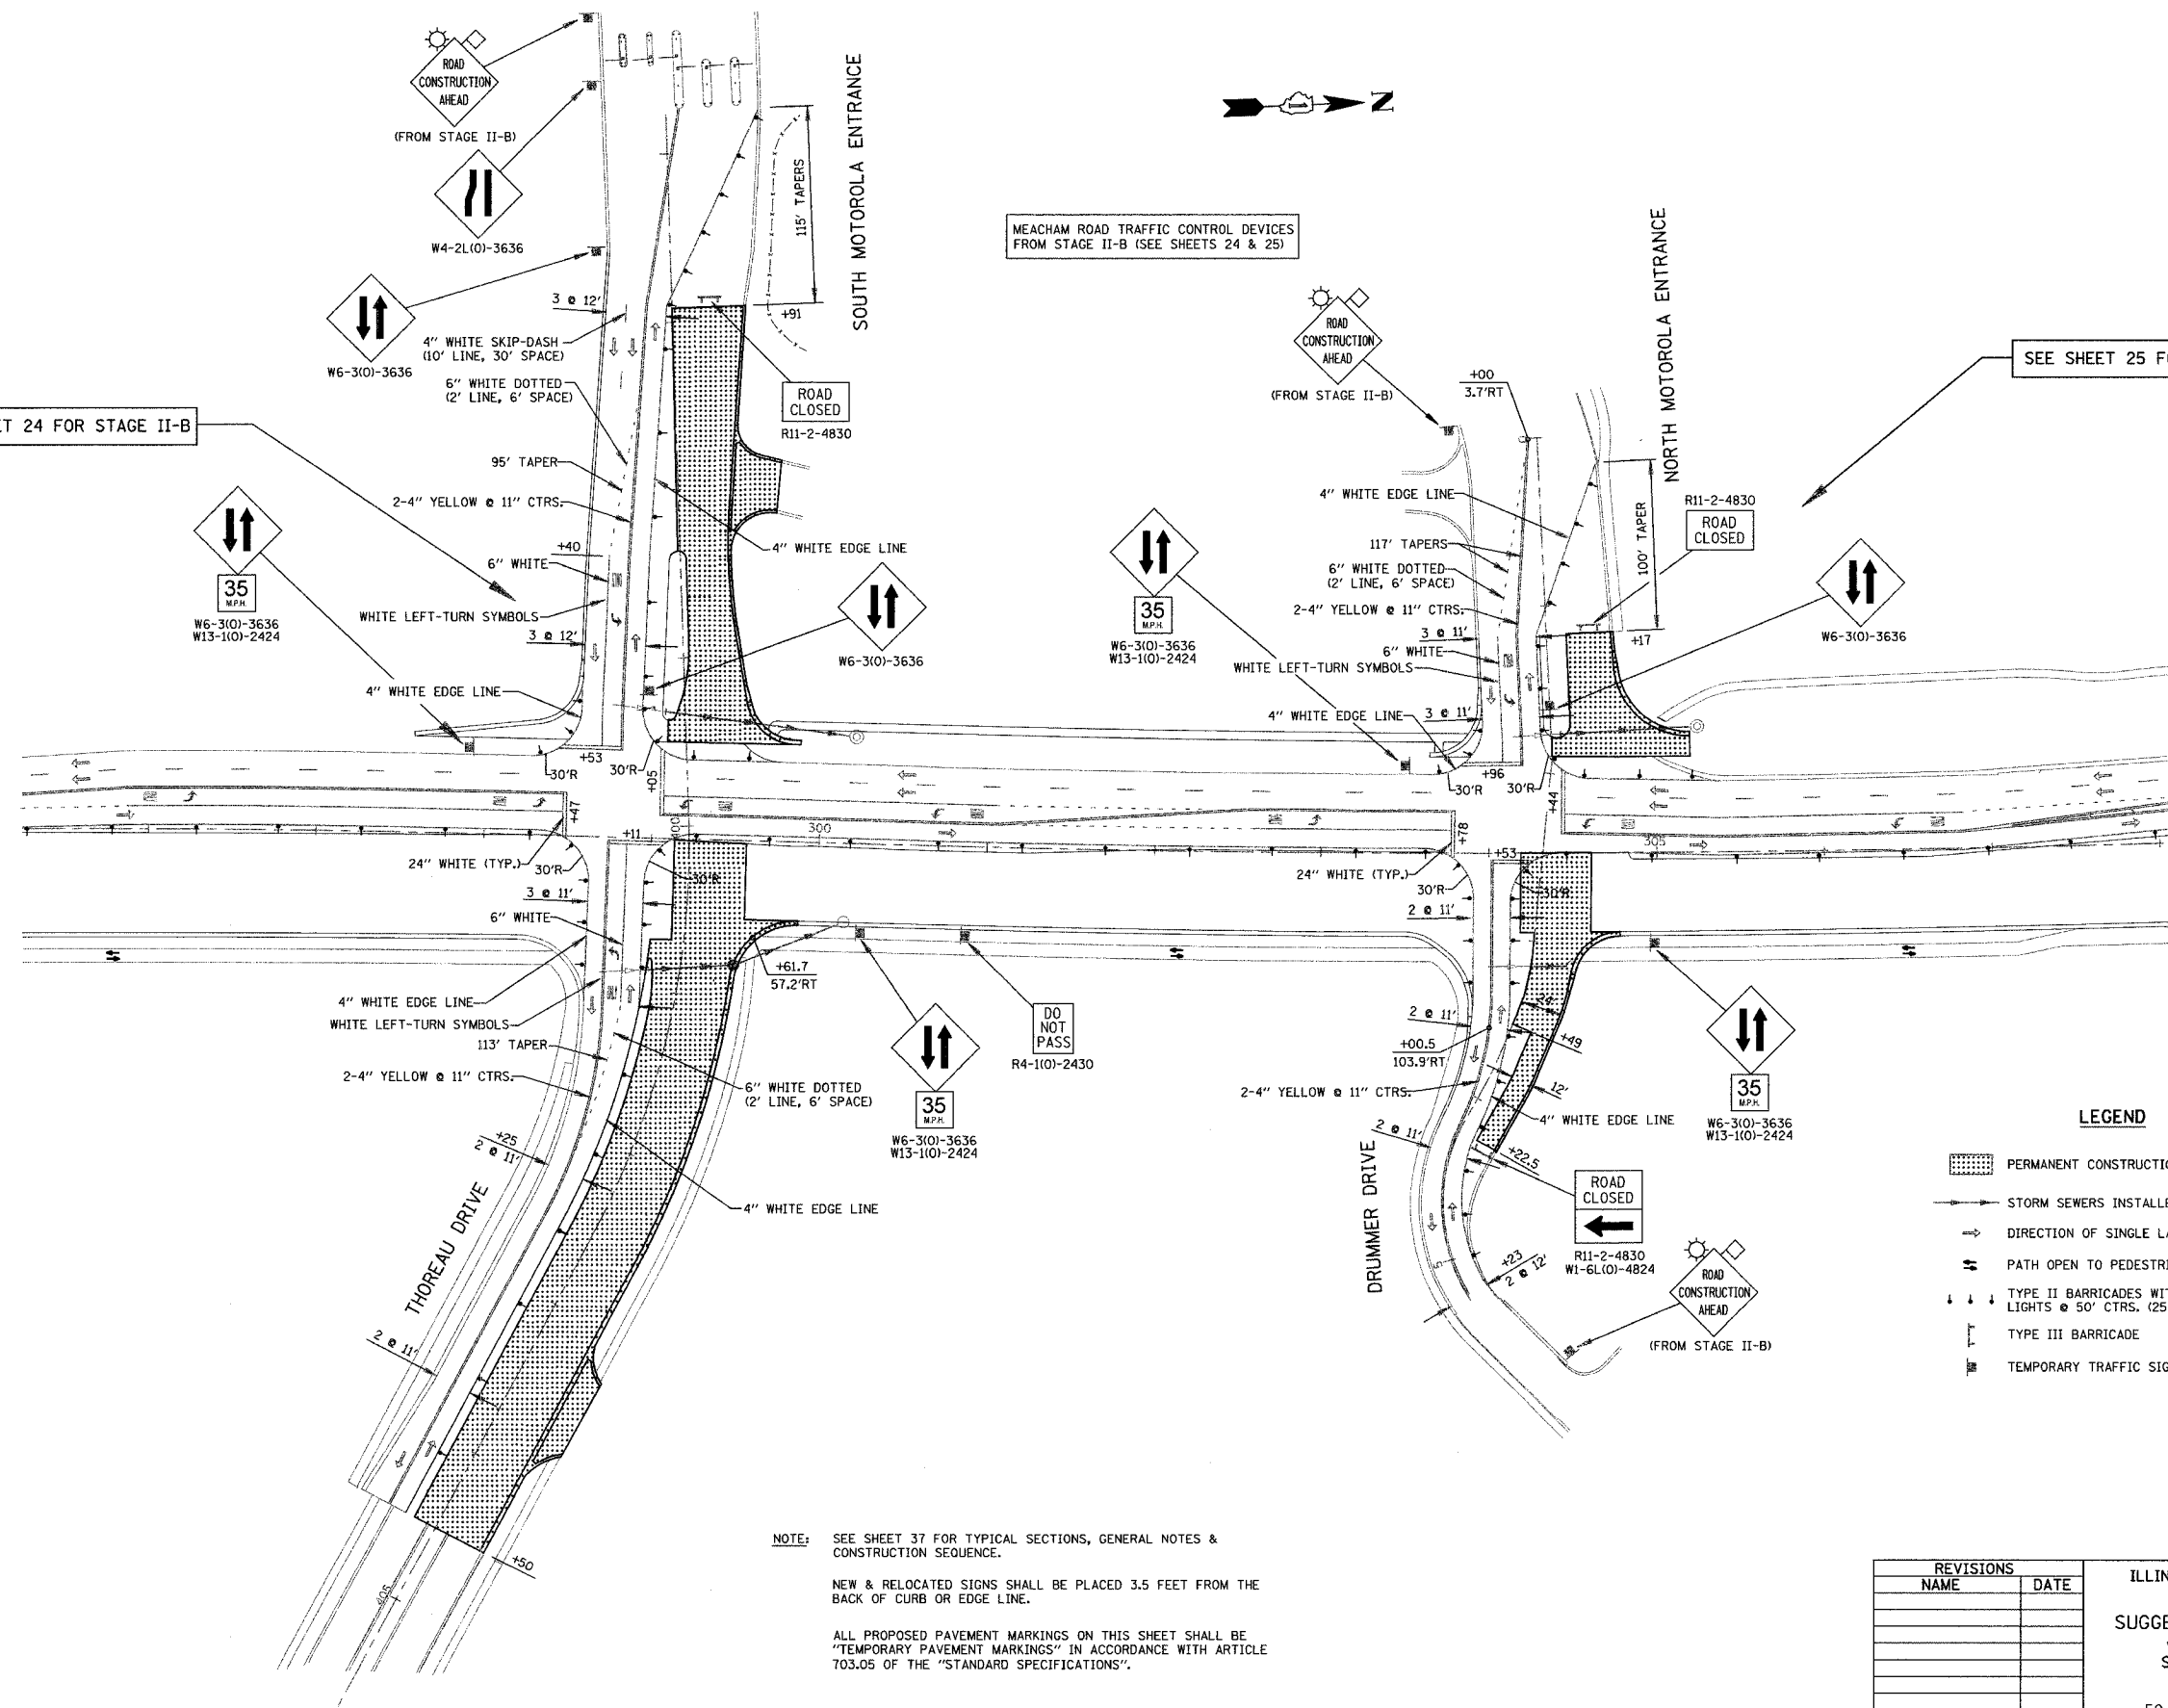 ROAD
CONSTRUCTION
AHEAD
(FROM STAGE II-B)
W4-2L(O)-3636
W6-3(O)-3636
3 @ 12'
4" WHITE SKIP-DASH
(10' LINE, 30' SPACE)
6" WHITE DOTTED
(2' LINE, 6' SPACE)
95' TAPER
2-4" YELLOW @ 11" CTRS.
+40
6" WHITE
WHITE LEFT-TURN SYMBOLS
3 @ 12'
4" WHITE EDGE LINE
ET 24 FOR STAGE II-B
35
M.P.H.
W6-3(O)-3636
W13-1(O)-2424
SOUTH MOTOROLA ENTRANCE
115' TAPERS
+91
ROAD
CLOSED
R11-2-4830
4" WHITE EDGE LINE
W6-3(O)-3636
N
MEACHAM ROAD TRAFFIC CONTROL DEVICES
FROM STAGE II-B (SEE SHEETS 24 & 25)
ROAD
CONSTRUCTION
AHEAD
(FROM STAGE II-B)
+00
3.7'RT
NORTH MOTOROLA ENTRANCE
SEE SHEET 25 F
4" WHITE EDGE LINE
R11-2-4830
ROAD
CLOSED
100' TAPER
117' TAPERS
6" WHITE DOTTED
(2' LINE, 6' SPACE)
2-4" YELLOW @ 11" CTRS.
3 @ 11'
6" WHITE
WHITE LEFT-TURN SYMBOLS
4" WHITE EDGE LINE
3 @ 11'
35
M.P.H.
W6-3(O)-3636
W13-1(O)-2424
+17
W6-3(O)-3636
+53
30'R
30'R
+05
+96
30'R
30'R
+44
+47
+11
400
300
+78
+53
305
24" WHITE (TYP.)
30'R
30'R
24" WHITE (TYP.)
30'R
30'R
3 @ 11'
6" WHITE
2 @ 11'
+61.7
57.2'RT
4" WHITE EDGE LINE
WHITE LEFT-TURN SYMBOLS
113' TAPER
2-4" YELLOW @ 11" CTRS.
+25
2 @ 11'
THOREAU DRIVE
2 @ 11'
6" WHITE DOTTED
(2' LINE, 6' SPACE)
4" WHITE EDGE LINE
35
M.P.H.
W6-3(O)-3636
W13-1(O)-2424
DO
NOT
PASS
R4-1(O)-2430
2 @ 11'
+00.5
103.9'RT
2-4" YELLOW @ 11" CTRS.
2 @ 11'
DRUMMER DRIVE
24'
+49
12'
4" WHITE EDGE LINE
+22.5
35
M.P.H.
W6-3(O)-3636
W13-1(O)-2424
ROAD
CLOSED
R11-2-4830
W1-6L(O)-4824
5
+23
2 @ 12'
ROAD
CONSTRUCTION
AHEAD
(FROM STAGE II-B)
+50
405
LEGEND
PERMANENT CONSTRUCTIO
STORM SEWERS INSTALLE
DIRECTION OF SINGLE LA
PATH OPEN TO PEDESTRI
TYPE II BARRICADES WIT
LIGHTS @ 50' CTRS. (25
TYPE III BARRICADE
TEMPORARY TRAFFIC SIG
NOTE: SEE SHEET 37 FOR TYPICAL SECTIONS, GENERAL NOTES &
CONSTRUCTION SEQUENCE.
NEW & RELOCATED SIGNS SHALL BE PLACED 3.5 FEET FROM THE
BACK OF CURB OR EDGE LINE.
ALL PROPOSED PAVEMENT MARKINGS ON THIS SHEET SHALL BE
"TEMPORARY PAVEMENT MARKINGS" IN ACCORDANCE WITH ARTICLE
703.05 OF THE "STANDARD SPECIFICATIONS".
REVISIONS
NAME DATE
ILLIN
SUGGE
S